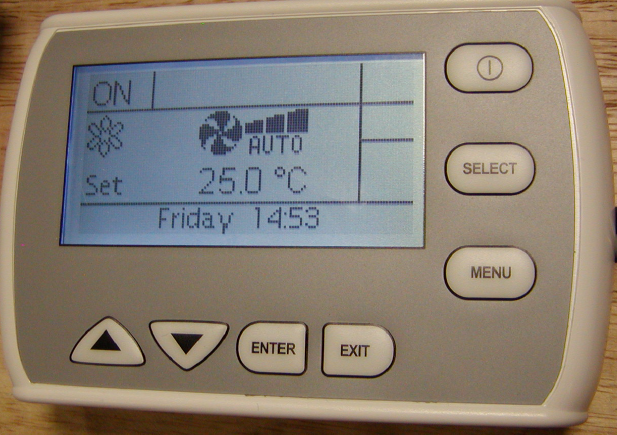 ON
AUTO
Set 25.0 °C
Friday 14:53
SELECT
MENU
ENTER EXIT